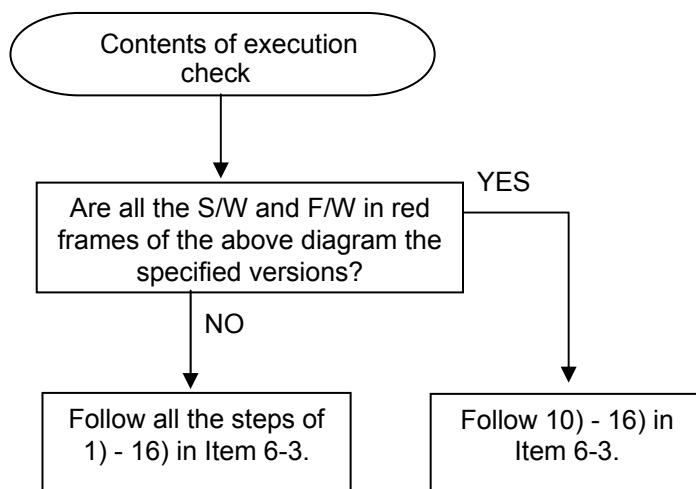 Contents of execution
check
YES
Are all the S/W and F/W in red
frames of the above diagram the
specified versions?
NO
Follow all the steps of
1) - 16) in Item 6-3.
Follow 10) - 16) in
Item 6-3.